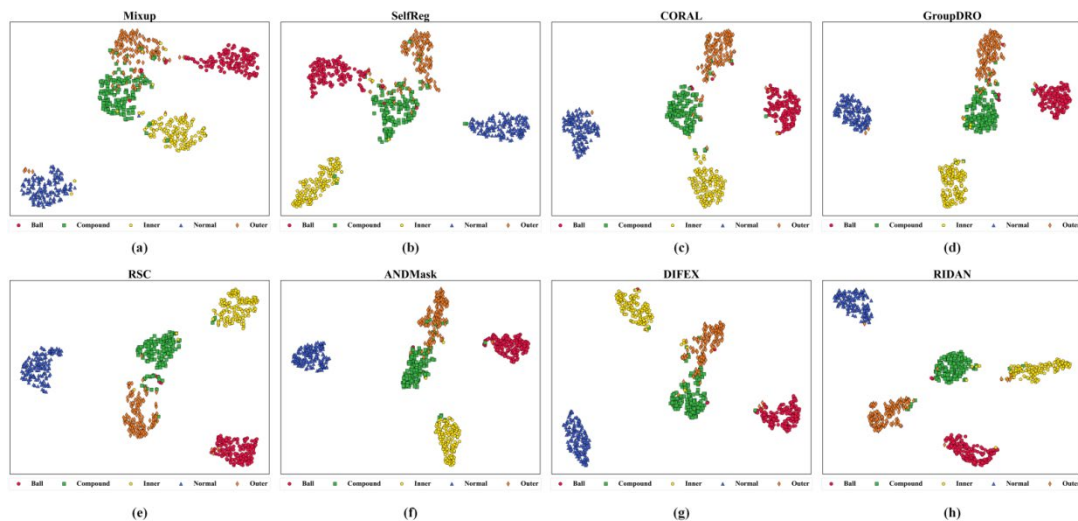 Mixup
SelfReg
CORAL
GroupDRO
Ball Compound Inner Normal Outer
Ball Compound Inner Normal Outer
Ball Compound Inner Normal Outer
Ball Compound Inner Normal Outer
(a)
(b)
(c)
(d)
RSC
ANDMask
DIFEX
RIDAN
Ball Compound Inner Normal Outer
Ball Compound Inner Normal Outer
Ball Compound Inner Normal Outer
Ball Compound Inner Normal Outer
(e)
(f)
(g)
(h)